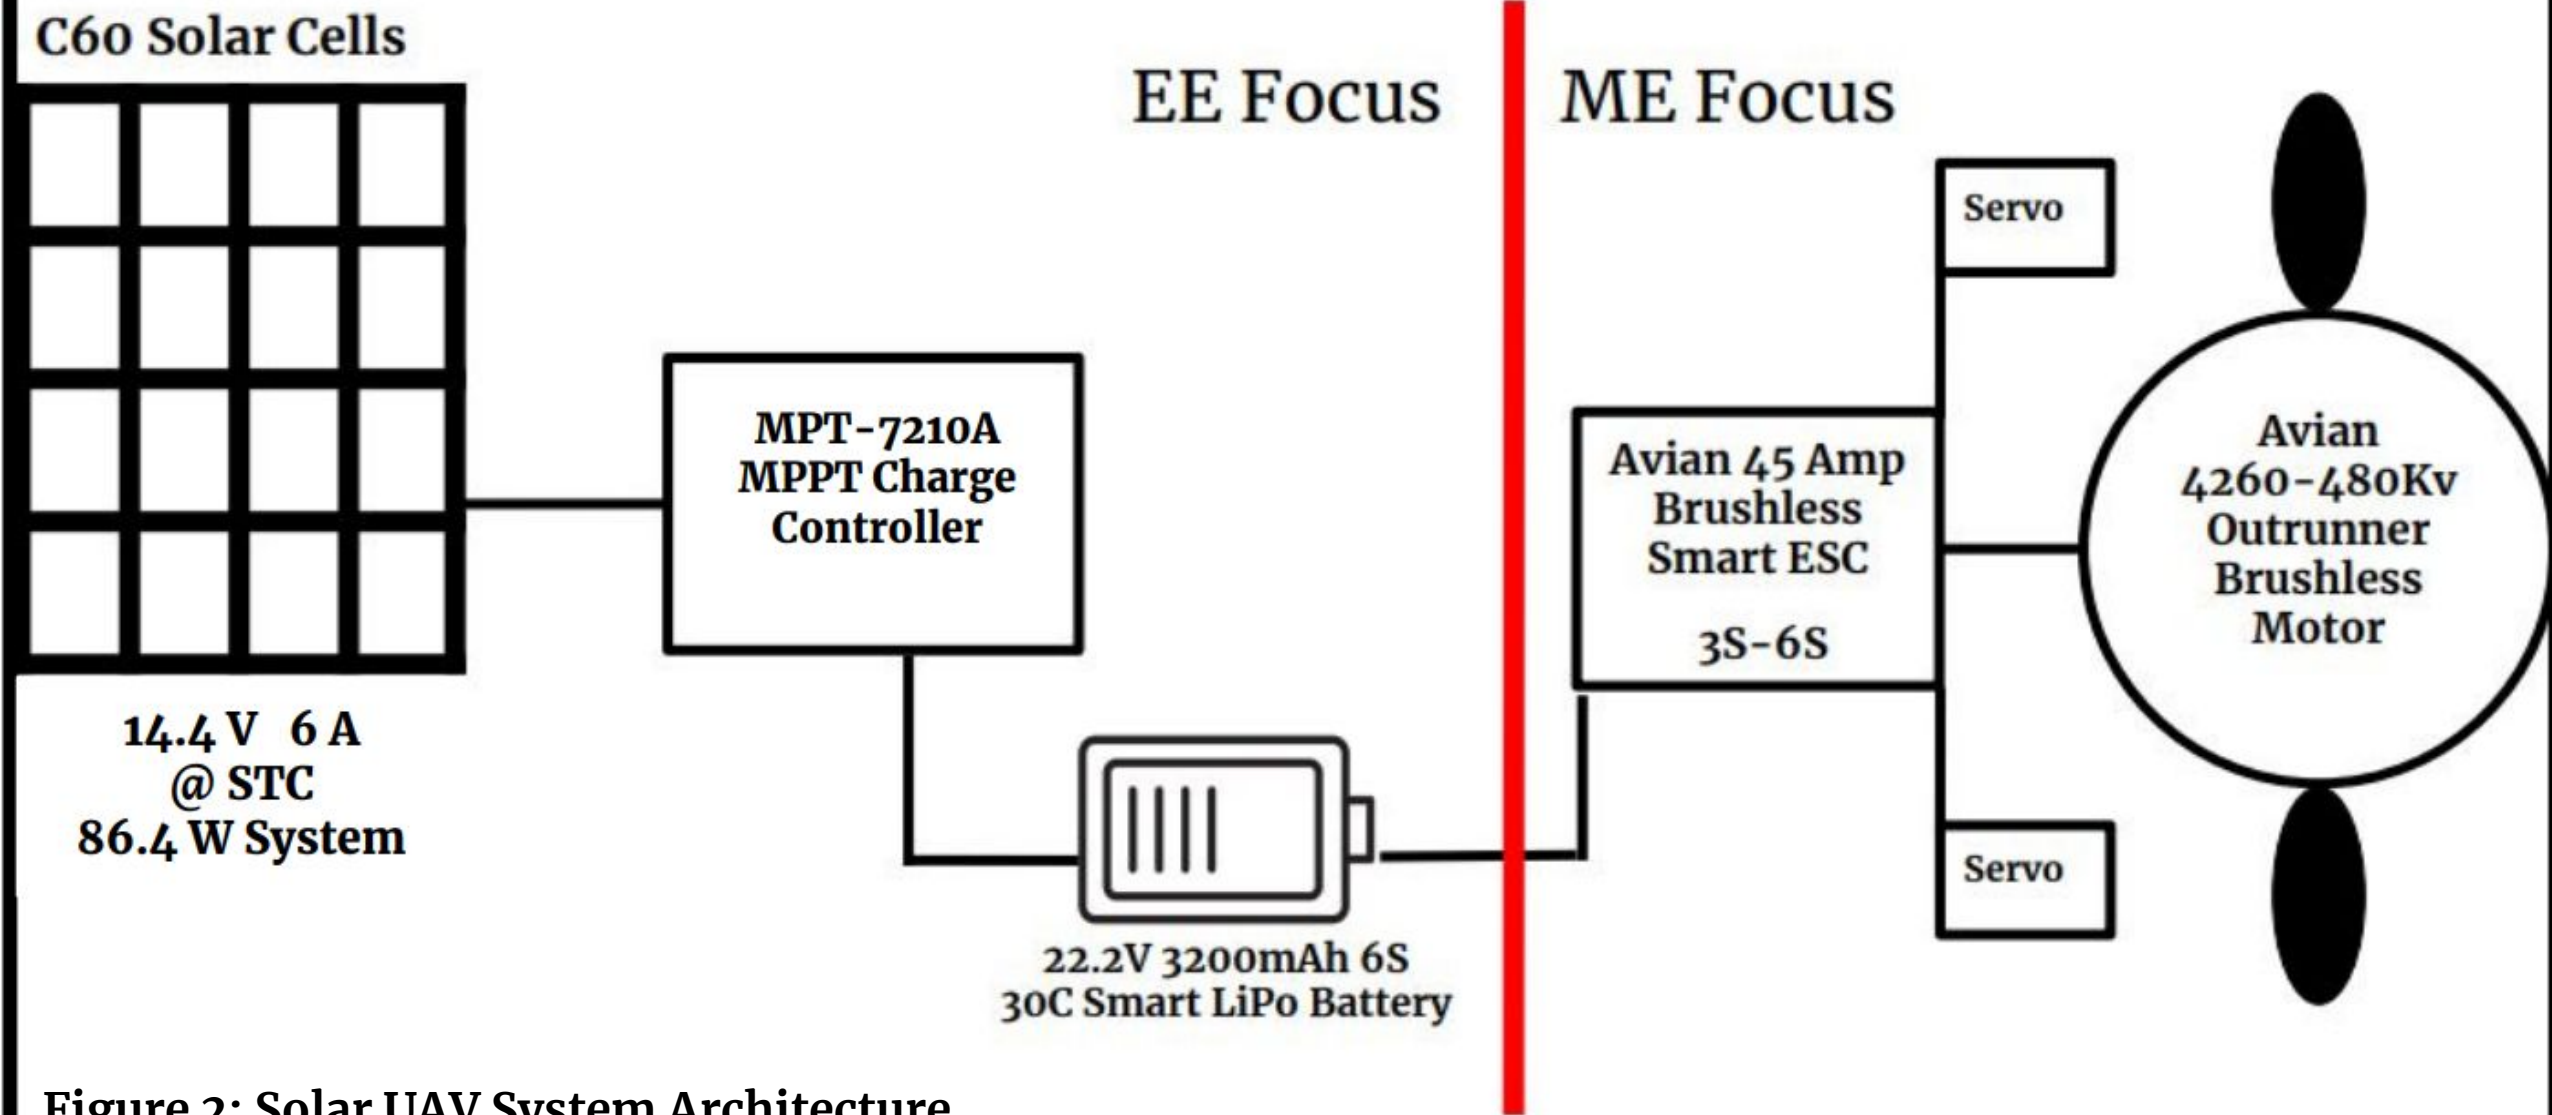 C60 Solar Cells
14.4 V 6 A
@ STC
86.4 W System
MPT-7210A
MPPT Charge
Controller
22.2V 3200mAh 6S
30C Smart LiPo Battery
EE Focus
ME Focus
Avian 45 Amp
Brushless
Smart ESC
3S-6S
Servo
Servo
Avian
4260-480Kv
Outrunner
Brushless
Motor
Figure 2: Solar UAV System Architecture